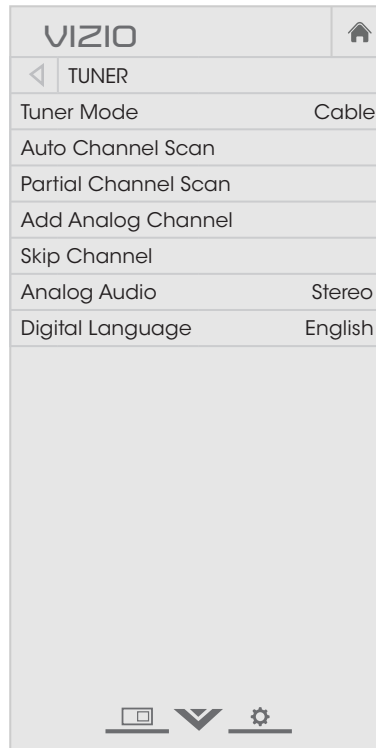 VIZIO
TUNER
Tuner Mode Cable
Auto Channel Scan
Partial Channel Scan
Add Analog Channel
Skip Channel
Analog Audio Stereo
Digital Language English